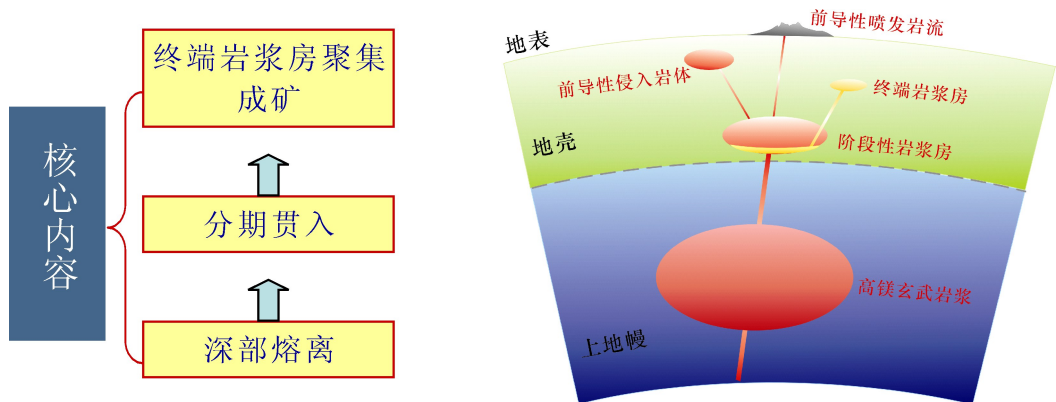 核心内容
终端岩浆房聚集
成矿
分期贯入
深部熔离
前导性喷发岩流
地表
前导性侵入岩体
终端岩浆房
地壳
阶段性岩浆房
高镁玄武岩浆
上地幔